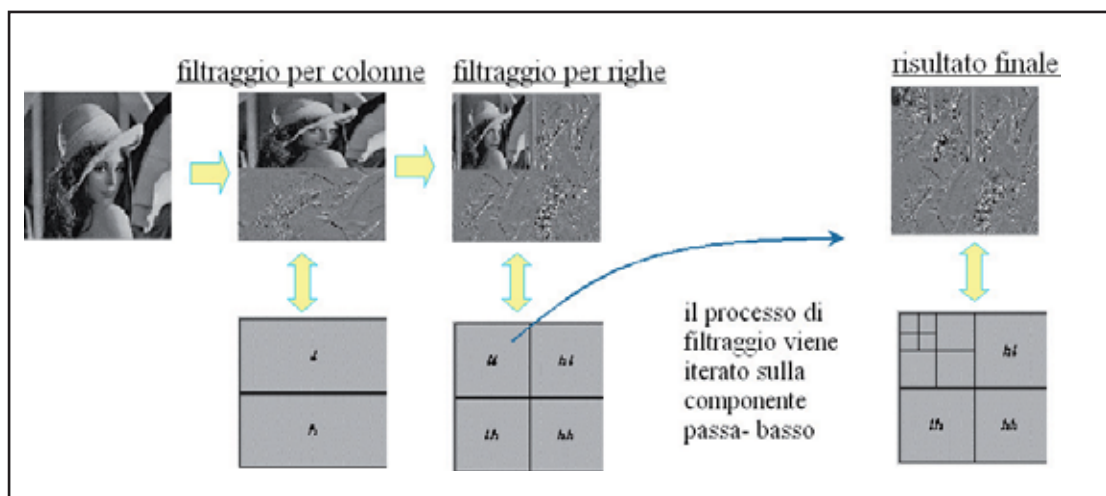 filtraggio per colonne
filtraggio per righe
risultato finale
il processo di
filtraggio viene
iterato sulla
componente
passa- basso
l
h
ll
hl
lh
hh
hl
lh
hh